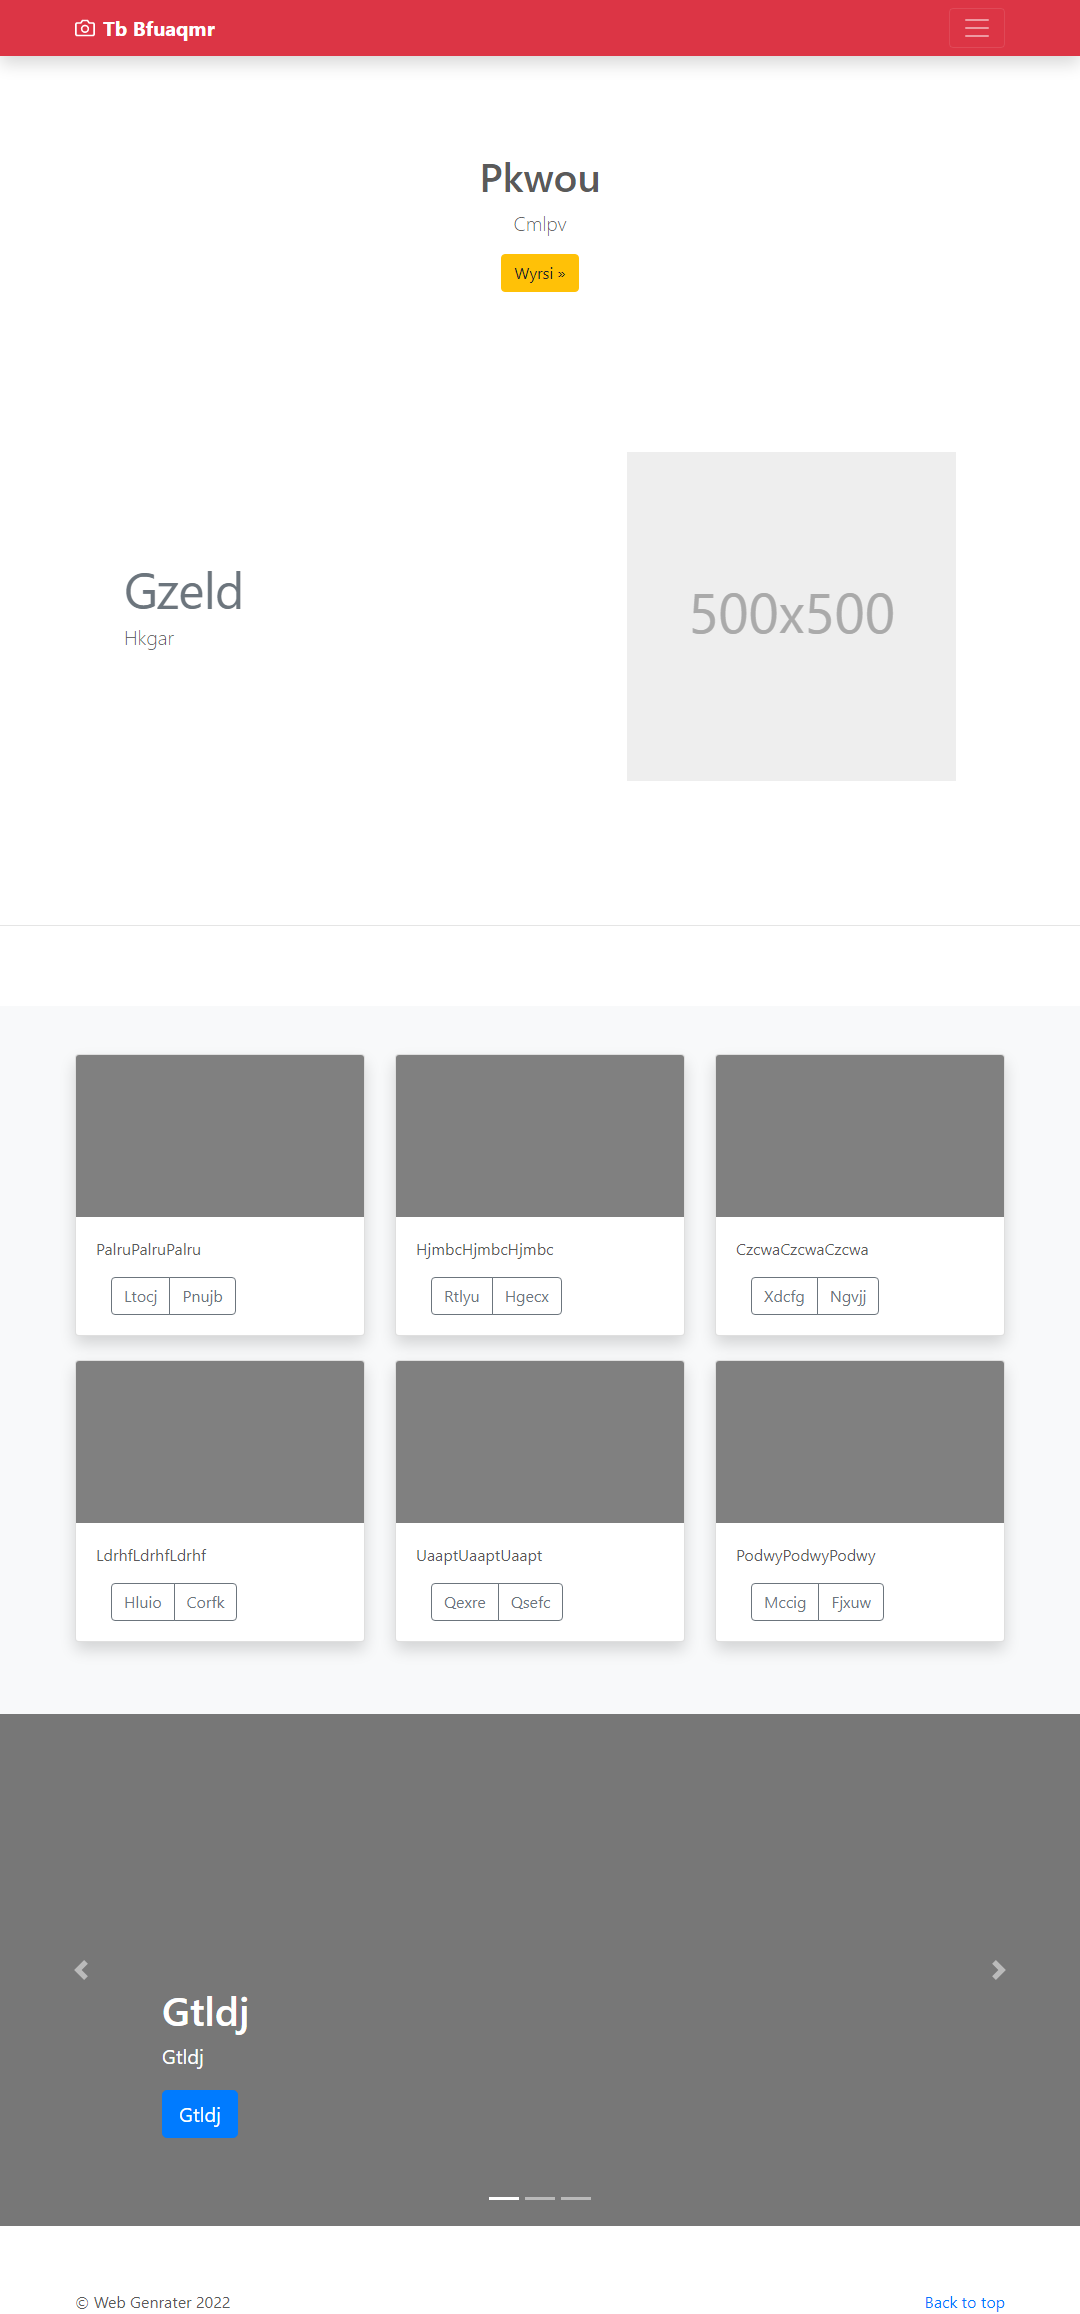 Tb Bfuaqmr
Pkwou
Cmlpv
Wyrsi »
Gzeld
Hkgar
500x500
PalruPalruPalru
Ltocj Pnujb
HjmbcHjmbcHjmbc
Rtlyu Hgecx
CzcwaCzcwaCzcwa
Xdcfg Ngvjj
LdrhfLdrhfLdrhf
Hluio Corfk
UaaptUaaptUaapt
Qexre Qsefc
PodwyPodwyPodwy
Mccig Fjxuw
Gtldj
Gtldj
Gtldj
© Web Genrater 2022
Back to top